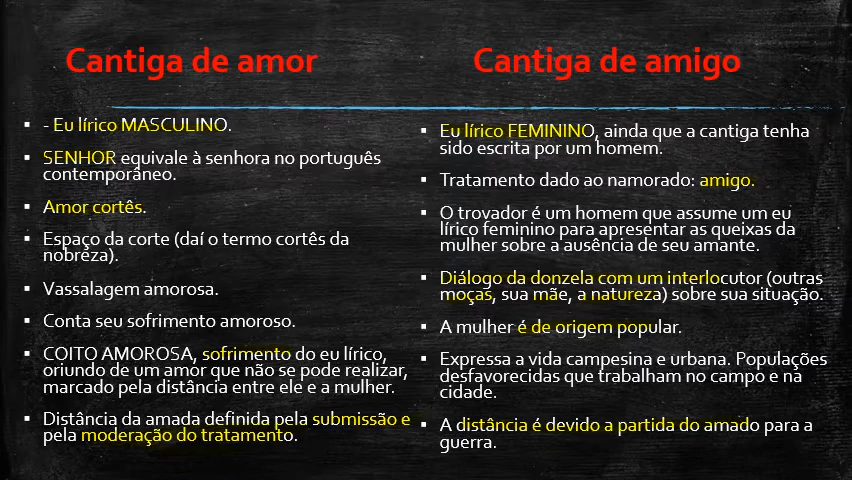 Cantiga de amor
- Eu lírico MASCULINO.
SENHOR equivale à senhora no português
contemporâneo.
Amor cortês.
Espaço da corte (daí o termo cortês da
nobreza).
Vassalagem amorosa.
Conta seu sofrimento amoroso.
COITO AMOROSA, sofrimento do eu lírico,
oriundo de um amor que não se pode realizar,
marcado pela distância entre ele e a mulher.
Distância da amada definida pela submissão e
pela moderação do tratamento.
Cantiga de amigo
Eu lírico FEMININO, ainda que a cantiga tenha
sido escrita por um homem.
Tratamento dado ao namorado: amigo.
O trovador é um homem que assume um eu
lírico feminino para apresentar as queixas da
mulher sobre a ausência de seu amante.
Diálogo da donzela com um interlocutor (outras
moças, sua mãe, a natureza) sobre sua situação.
A mulher é de origem popular.
Expressa a vida campesina e urbana. Populações
desfavorecidas que trabalham no campo e na
cidade.
A distância é devido a partida do amado para a
guerra.